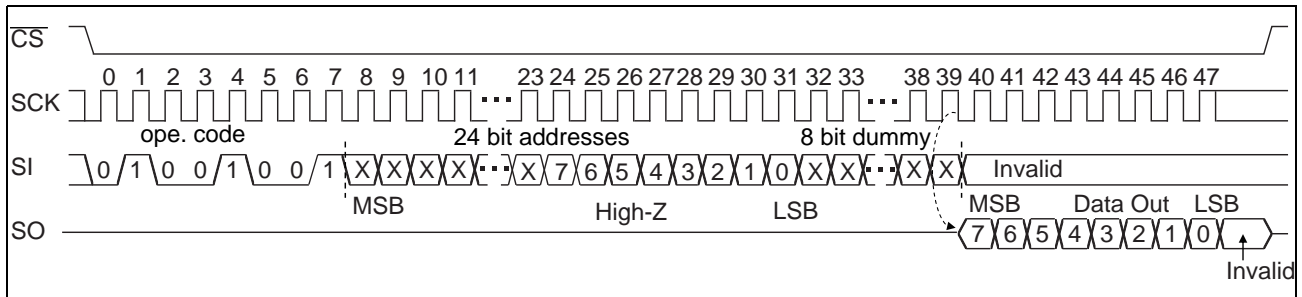 CS
0 1 2 3 4 5 6 7 8 9 10 11 23 24 25 26 27 28 29 30 31 32 33 38 39 40 41 42 43 44 45 46 47
SCK
ope. code 24 bit addresses 8 bit dummy
SI 0 1 0 0 1 0 0 1 X X X X X 7 6 5 4 3 2 1 0 X X X X Invalid
MSB High-Z LSB MSB Data Out LSB
SO 7 6 5 4 3 2 1 0
Invalid